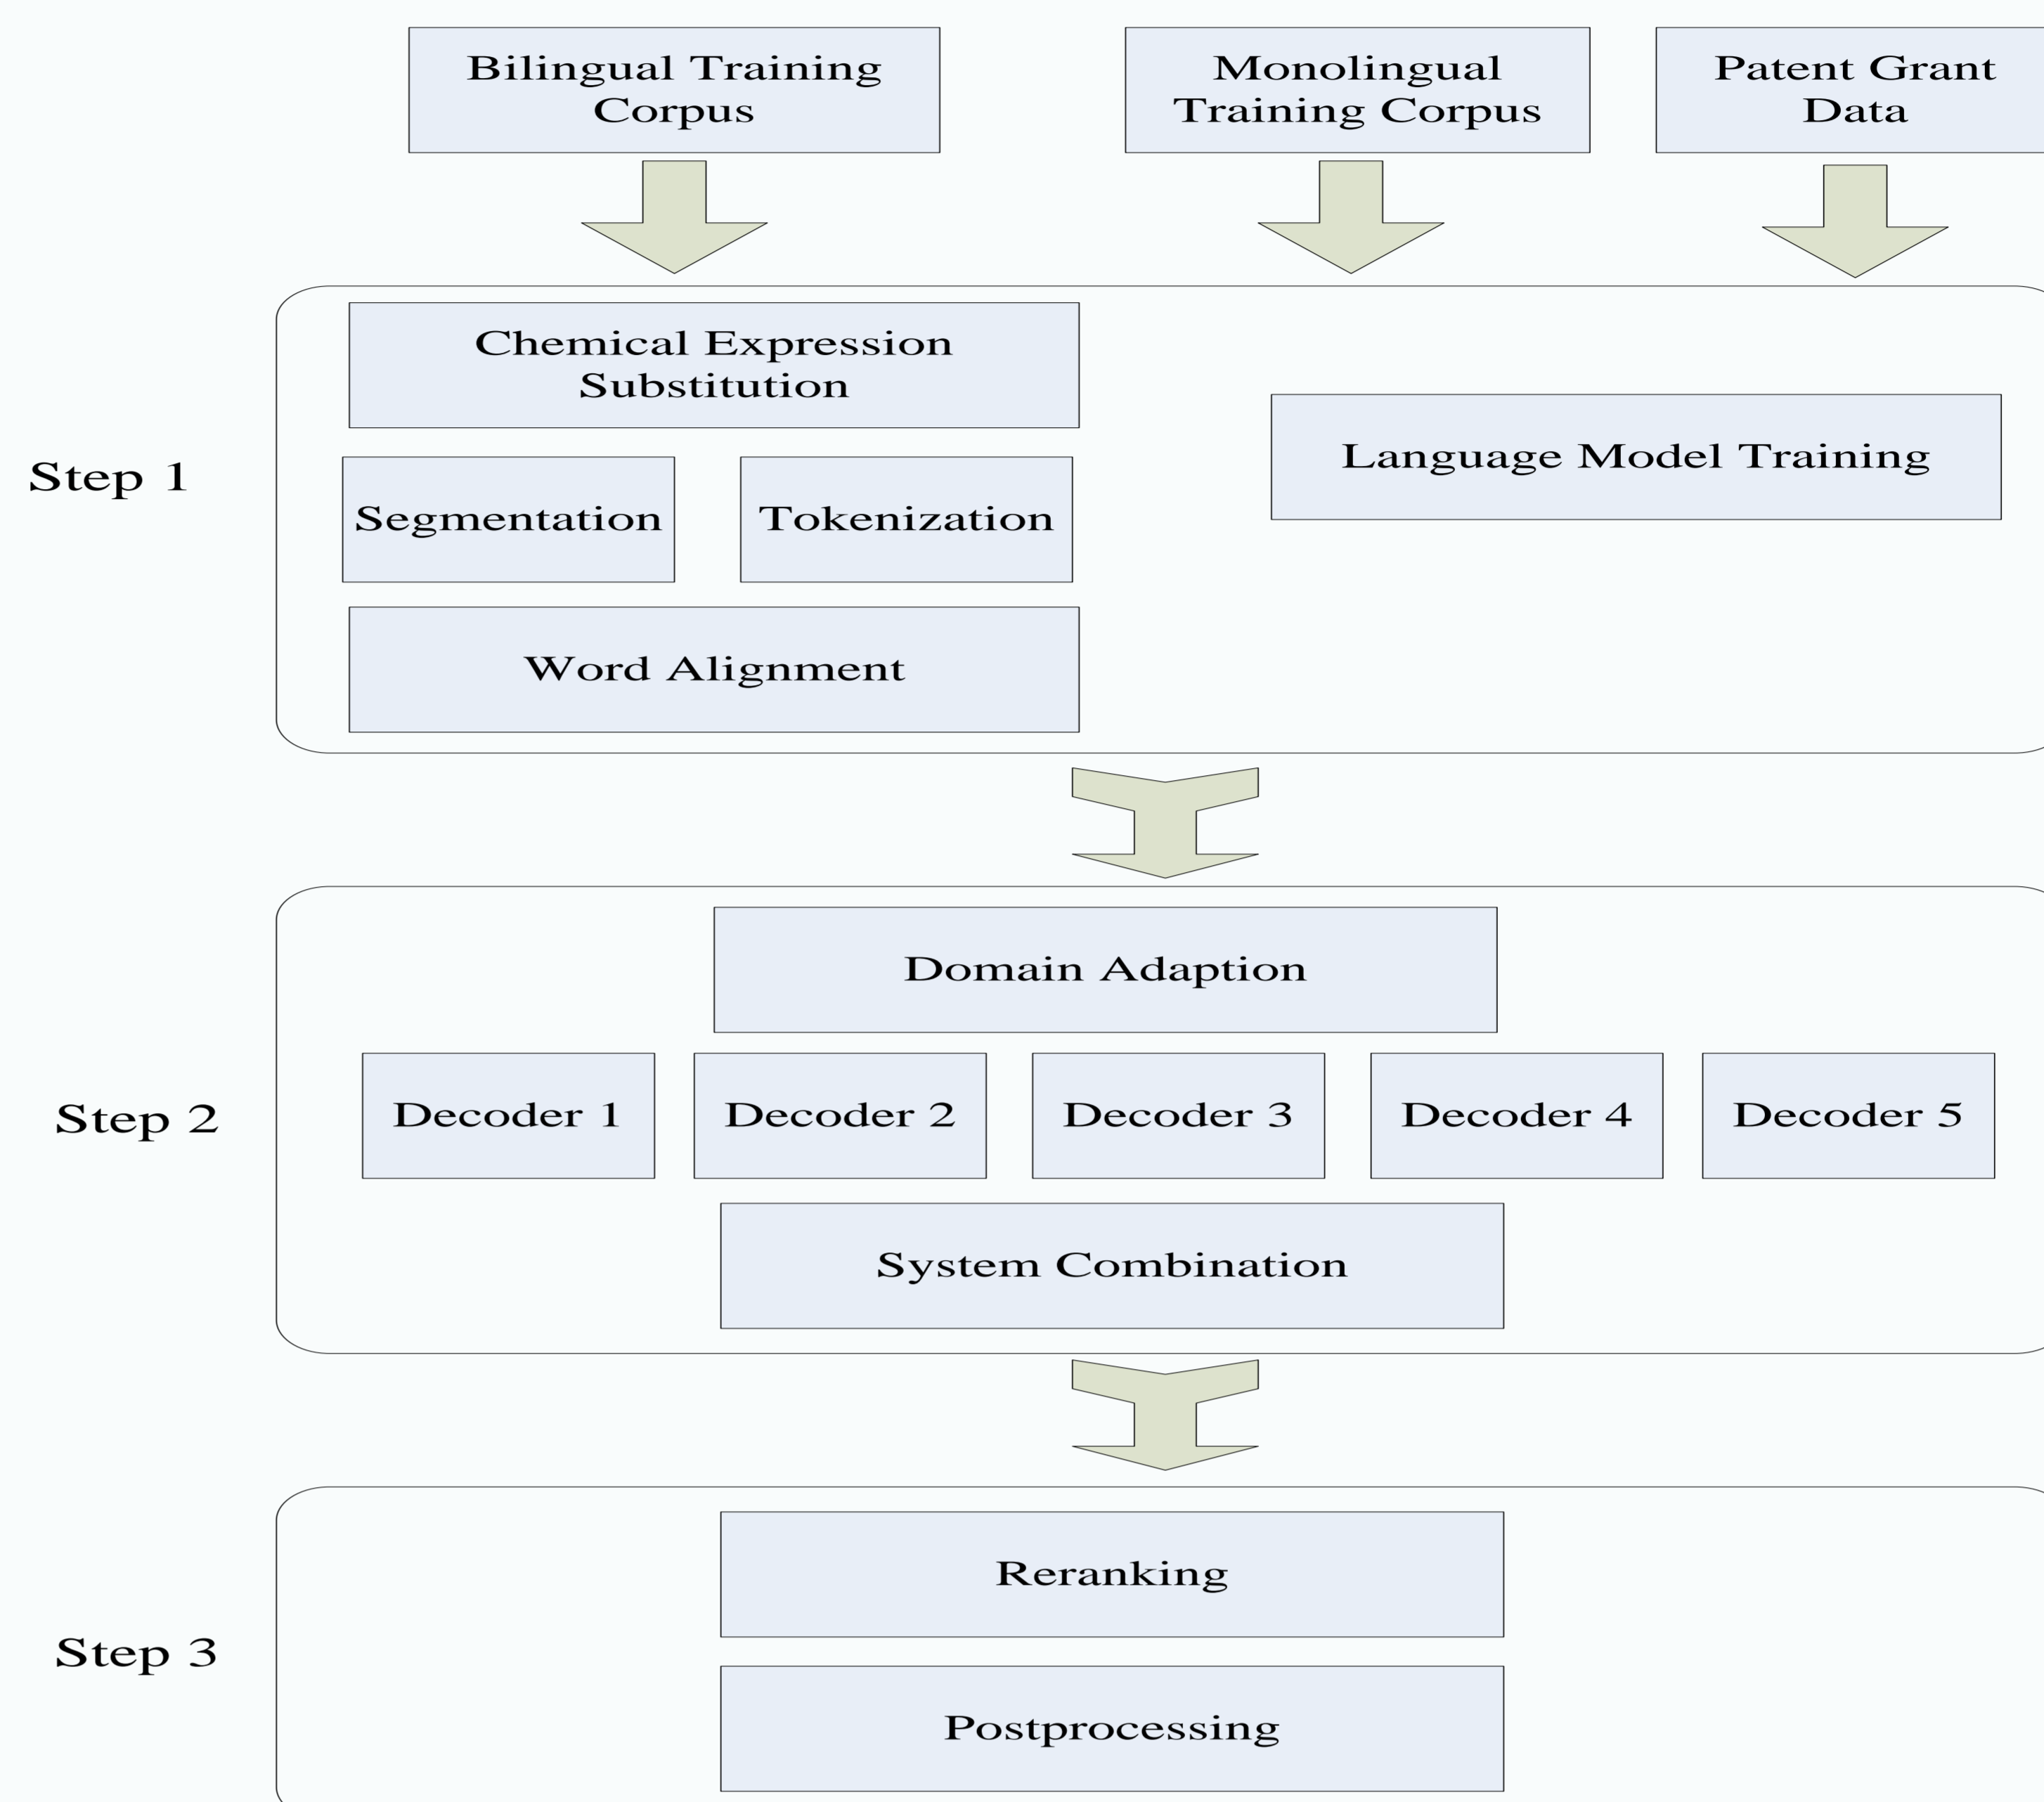 Bilingual Training
Corpus
Monolingual
Training Corpus
Patent Grant
Data
Step 1
Chemical Expression
Substitution
Segmentation
Tokenization
Word Alignment
Language Model Training
Step 2
Domain Adaption
Decoder 1
Decoder 2
Decoder 3
Decoder 4
Decoder 5
System Combination
Step 3
Reranking
Postprocessing